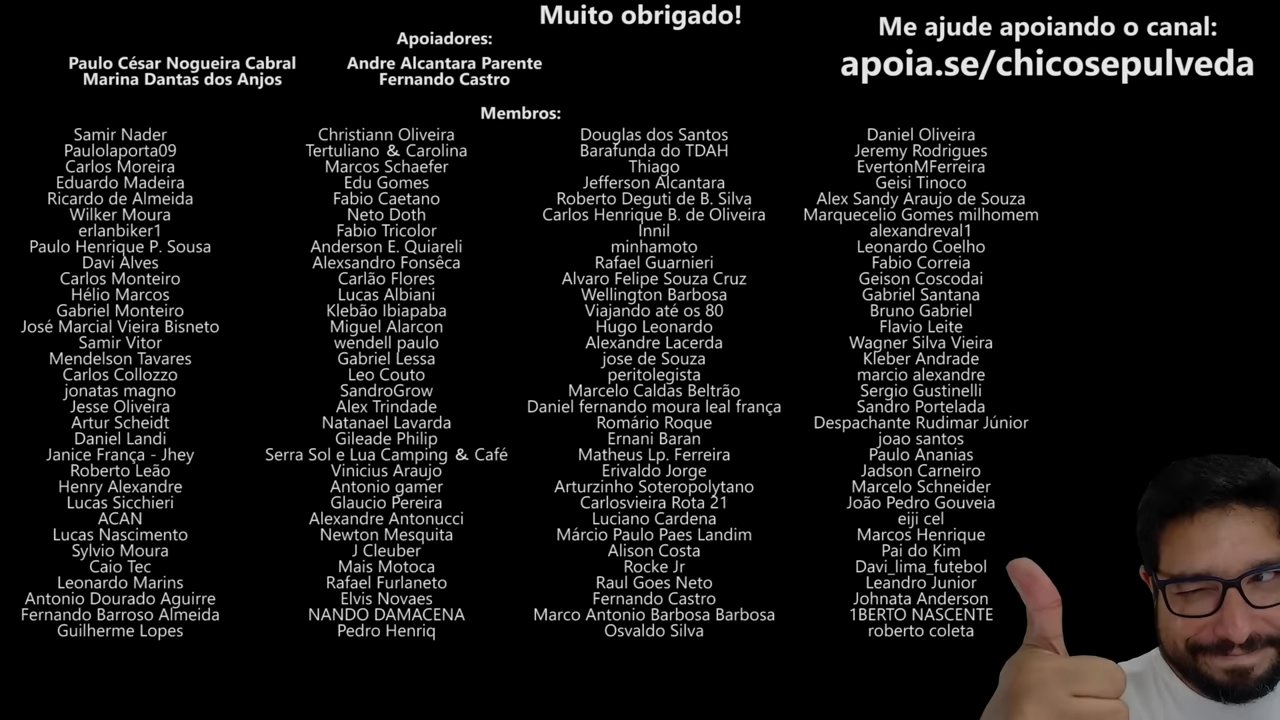 Muito obrigado!
Me ajude apoiando o canal:
apoia.se/chicosepulveda
Apoiadores:
Paulo César Nogueira Cabral
Marina Dantas dos Anjos
Andre Alcantara Parente
Fernando Castro
Membros:
Samir Nader
Paulolaporta09
Carlos Moreira
Eduardo Madeira
Ricardo de Almeida
Wilker Moura
erlanbiker1
Paulo Henrique P. Sousa
Davi Alves
Carlos Monteiro
Hélio Marcos
Gabriel Monteiro
José Marcial Vieira Bisneto
Samir Vitor
Mendelson Tavares
Carlos Collozzo
jonatas magno
Jesse Oliveira
Artur Scheidt
Daniel Landi
Janice França - Jhey
Roberto Leão
Henry Alexandre
Lucas Sicchieri
ACAN
Lucas Nascimento
Sylvio Moura
Caio Tec
Leonardo Marins
Antonio Dourado Aguirre
Fernando Barroso Almeida
Guilherme Lopes
Christiann Oliveira
Tertuliano & Carolina
Marcos Schaefer
Edu Gomes
Fabio Caetano
Neto Doth
Fabio Tricolor
Anderson E. Quiareli
Alexsandro Fonsêca
Carlão Flores
Lucas Albiani
Klebão Ibiapaba
Miguel Alarcon
wendell paulo
Gabriel Lessa
Leo Couto
SandroGrow
Alex Trindade
Natanael Lavarda
Gileade Philip
Serra Sol e Lua Camping & Café
Vinicius Araujo
Antonio gamer
Glaucio Pereira
Alexandre Antonucci
Newton Mesquita
J Cleuber
Mais Motoca
Rafael Furlaneto
Elvis Novaes
NANDO DAMACENA
Pedro Henriq
Douglas dos Santos
Barafunda do TDAH
Thiago
Jefferson Alcantara
Roberto Deguti de B. Silva
Carlos Henrique B. de Oliveira
Innil
minhamoto
Rafael Guarnieri
Alvaro Felipe Souza Cruz
Wellington Barbosa
Viajando até os 80
Hugo Leonardo
Alexandre Lacerda
jose de Souza
peritolegista
Marcelo Caldas Beltrão
Daniel fernando moura leal frança
Romário Roque
Ernani Baran
Matheus Lp. Ferreira
Erivaldo Jorge
Arturzinho Soteropolytano
Carlosvieira Rota 21
Luciano Cardena
Márcio Paulo Paes Landim
Alison Costa
Rocke Jr
Raul Goes Neto
Fernando Castro
Marco Antonio Barbosa Barbosa
Osvaldo Silva
Daniel Oliveira
Jeremy Rodrigues
EvertonMFerreira
Geisi Tinoco
Alex Sandy Araujo de Souza
Marquecelio Gomes milhomem
alexandreval1
Leonardo Coelho
Fabio Correia
Geison Coscodai
Gabriel Santana
Bruno Gabriel
Flavio Leite
Wagner Silva Vieira
Kleber Andrade
marcio alexandre
Sergio Gustinelli
Sandro Portelada
Despachante Rudimar Júnior
joao santos
Paulo Ananias
Jadson Carneiro
Marcelo Schneider
João Pedro Gouveia
eiji cel
Marcos Henrique
Pai do Kim
Davi_lima_futebol
Leandro Junior
Johnata Anderson
1BERTO NASCENTE
roberto coleta